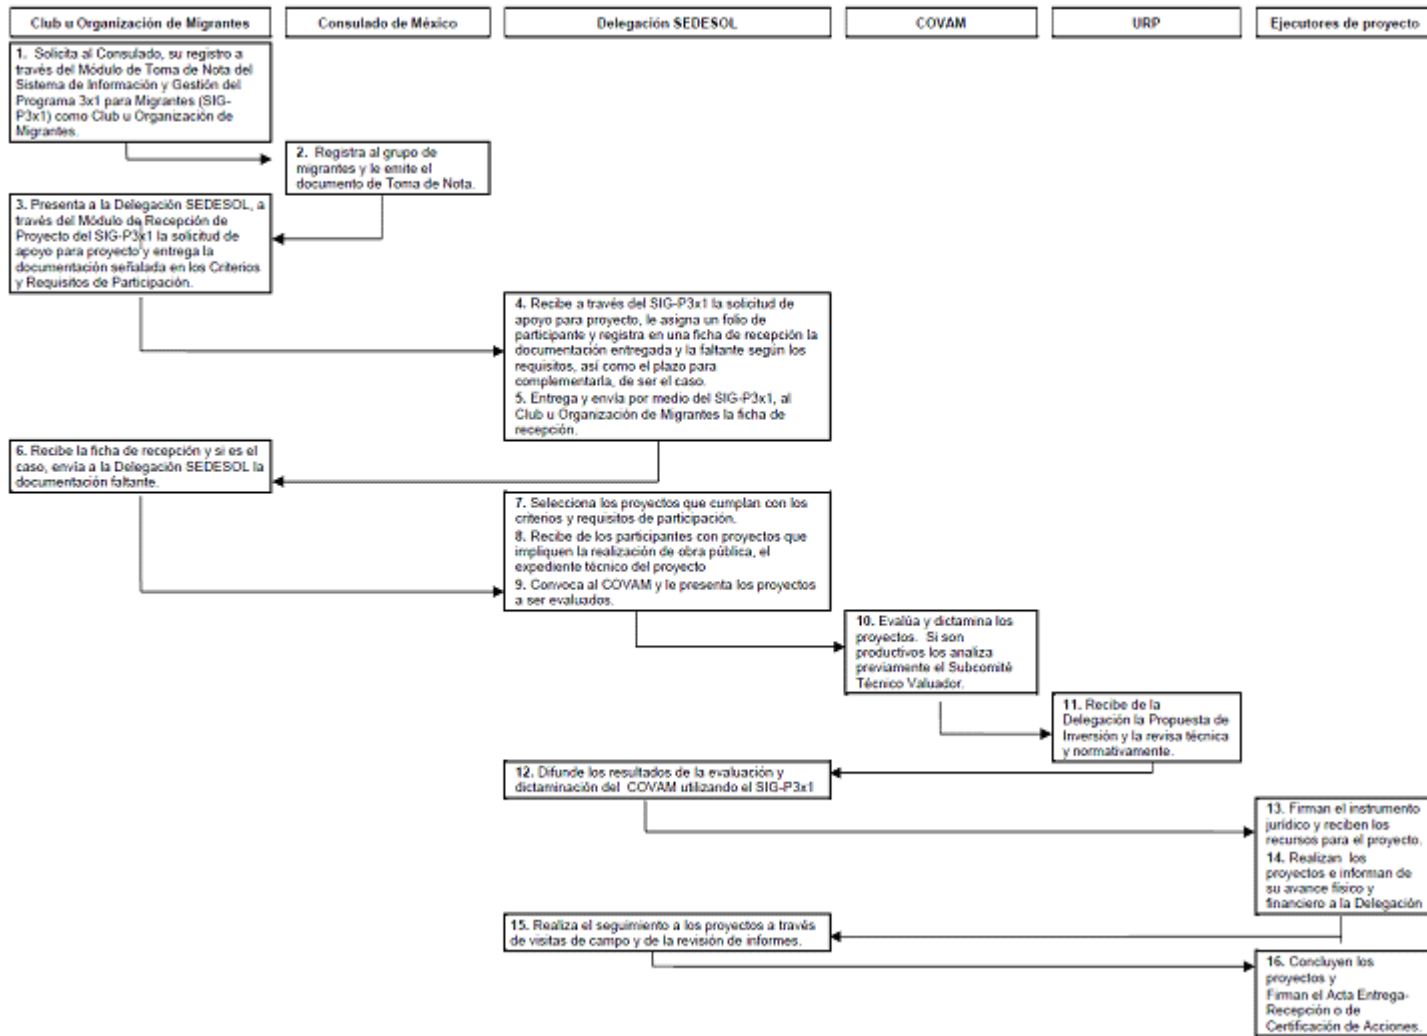 Club u Organización de Migrantes
Consulado de México
Delegación SEDESOL
COVAM
URP
Ejecutores de proyecto
1. Solicita al Consulado, su registro a
través del Módulo de Toma de Nota del
Sistema de Información y Gestión del
Programa 3x1 para Migrantes (SIG-
P3x1) como Club u Organización de
Migrantes.
2. Registra al grupo de
migrantes y le emite el
documento de Toma de Nota.
3. Presenta a la Delegación SEDESOL, a
través del Módulo de Recepción de
Proyecto del SIG-P3x1 la solicitud de
apoyo para proyecto y entrega la
documentación señalada en los Criterios
y Requisitos de Participación.
4. Recibe a través del SIG-P3x1 la solicitud de
apoyo para proyecto, le asigna un folio de
participante y registra en una ficha de recepción la
documentación entregada y la faltante según los
requisitos, así como el plazo para
complementarla, de ser el caso.
5. Entrega y envía por medio del SIG-P3x1, al
Club u Organización de Migrantes la ficha de
recepción.
6. Recibe la ficha de recepción y si es el
caso, envía a la Delegación SEDESOL la
documentación faltante.
7. Selecciona los proyectos que cumplan con los
criterios y requisitos de participación.
8. Recibe de los participantes con proyectos que
impliquen la realización de obra pública, el
expediente técnico del proyecto
9. Convoca al COVAM y le presenta los proyectos
a ser evaluados.
10. Evalúa y dictamina los
proyectos. Si son
productivos los analiza
previamente el Subcomité
Técnico Valuador.
11. Recibe de la
Delegación la Propuesta de
Inversión y la revisa técnica
y normativamente.
12. Difunde los resultados de la evaluación y
dictaminación del COVAM utilizando el SIG-P3x1
13. Firman el instrumento
jurídico y reciben los
recursos para el proyecto.
14. Realizan los
proyectos e informan de
su avance físico y
financiero a la Delegación
15. Realiza el seguimiento a los proyectos a través
de visitas de campo y de la revisión de informes.
16. Concluyen los
proyectos y
Firman el Acta Entrega-
Recepción o de
Certificación de Acciones.